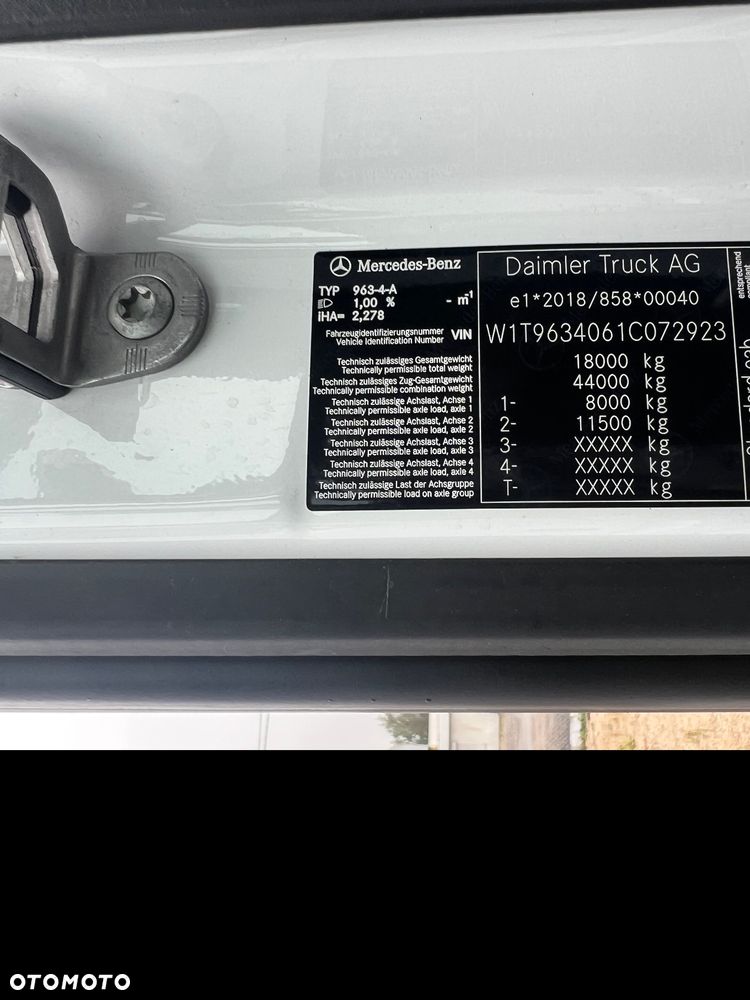 Mercedes-Benz
TYP 963-4-A
1,00 % - m⁻¹
iHA= 2,278
Daimler Truck AG
e1*2018/858*00040
Fahrzeugidentifizierungsnummer
Vehicle Identification Number VIN W1T9634061C072923
Technisch zulässiges Gesamtgewicht
Technically permissible total weight 18000 kg
Technisch zulässiges Zug-Gesamtgewicht
Technically permissible combination weight 44000 kg
Technisch zulässige Achslast, Achse 1
Technically permissible axle load, axle 1 1- 8000 kg
Technisch zulässige Achslast, Achse 2
Technically permissible axle load, axle 2 2- 11500 kg
Technisch zulässige Achslast, Achse 3
Technically permissible axle load, axle 3 3- XXXXX kg
Technisch zulässige Achslast, Achse 4
Technically permissible axle load, axle 4 4- XXXXX kg
Technisch zulässige Last der Achsgruppe
Technically permissible load on axle group T- XXXXX kg
entsprechend
OTOMOTO